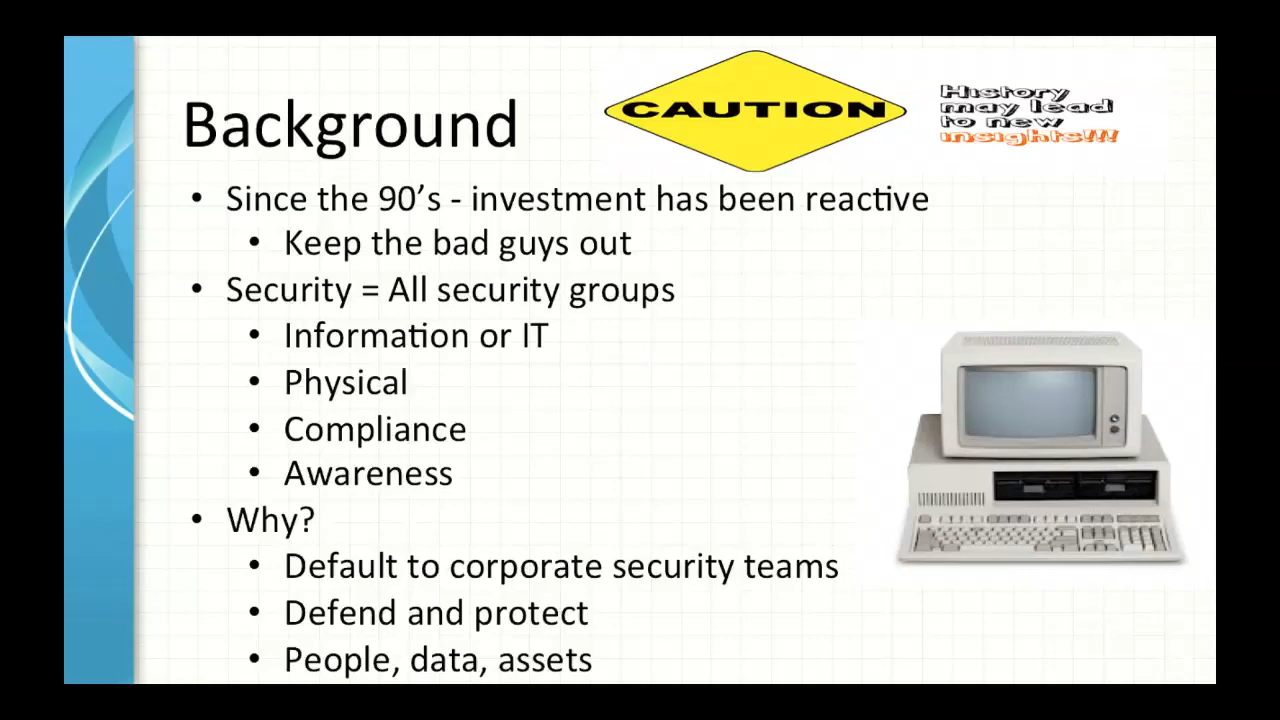 Background
CAUTION
History
may lead
to new
insights!!!
• Since the 90’s - investment has been reactive
• Keep the bad guys out
• Security = All security groups
• Information or IT
• Physical
• Compliance
• Awareness
• Why?
• Default to corporate security teams
• Defend and protect
• People, data, assets